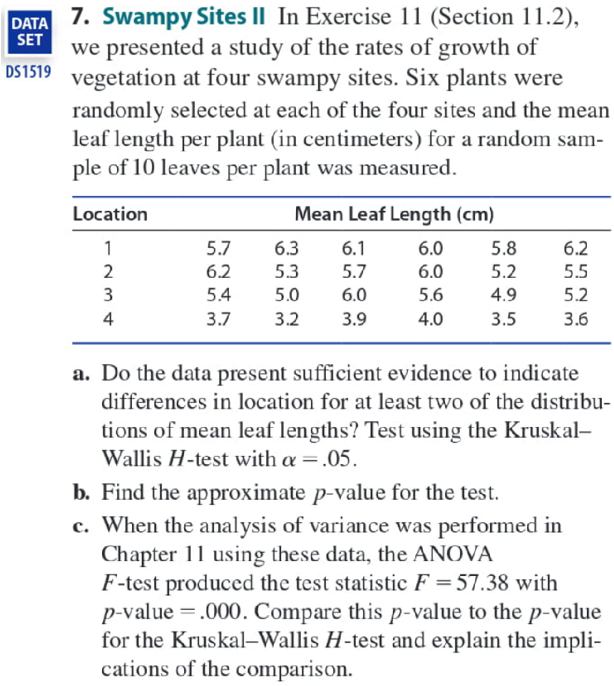 DATA
SET
DS1519
7. Swampy Sites II In Exercise 11 (Section 11.2),
we presented a study of the rates of growth of
vegetation at four swampy sites. Six plants were
randomly selected at each of the four sites and the mean
leaf length per plant (in centimeters) for a random sam-
ple of 10 leaves per plant was measured.
Location Mean Leaf Length (cm)
1 5.7 6.3 6.1 6.0 5.8 6.2
2 6.2 5.3 5.7 6.0 5.2 5.5
3 5.4 5.0 6.0 5.6 4.9 5.2
4 3.7 3.2 3.9 4.0 3.5 3.6
a. Do the data present sufficient evidence to indicate
differences in location for at least two of the distribu-
tions of mean leaf lengths? Test using the Kruskal–
Wallis H-test with α = .05.
b. Find the approximate p-value for the test.
c. When the analysis of variance was performed in
Chapter 11 using these data, the ANOVA
F-test produced the test statistic F = 57.38 with
p-value = .000. Compare this p-value to the p-value
for the Kruskal–Wallis H-test and explain the impli-
cations of the comparison.